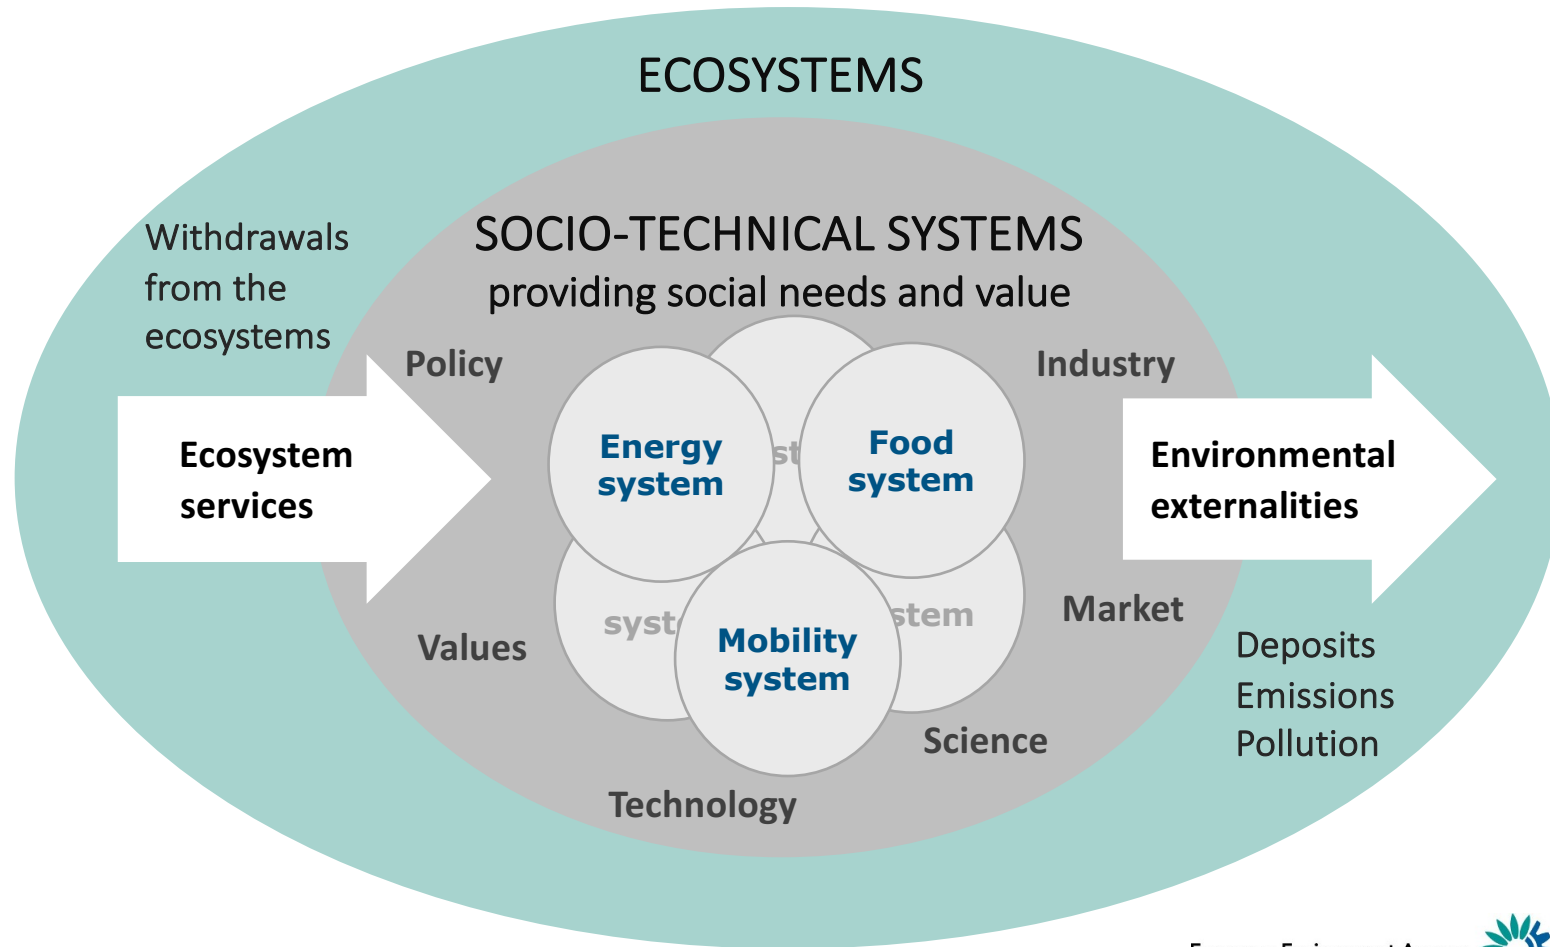 ECOSYSTEMS
SOCIO-TECHNICAL SYSTEMS
providing social needs and value
Withdrawals
from the
ecosystems
Policy
Industry
Ecosystem
services
Energy
system
Food
system
Environmental
externalities
Values
Mobility
system
Market
Science
Technology
Deposits
Emissions
Pollution